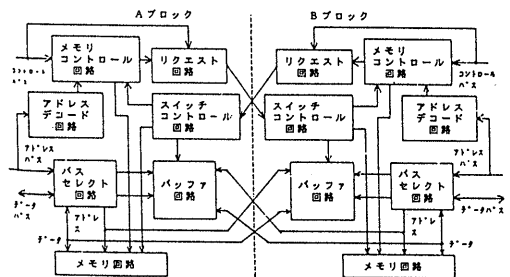 Aブロック
Bブロック
メモリ
コントロール
回路
リクエスト
回路
リクエスト
回路
メモリ
コントロール
回路
コントロール
バス
コントロール
バス
スイッチ
コントロール
回路
スイッチ
コントロール
回路
アドレス
デコード
回路
アドレス
デコード
回路
アドレス
バス
アドレス
バス
バス
セレクト
回路
バッファ
回路
バッファ
回路
バス
セレクト
回路
データ
バス
データバス
アドレス
アドレス
データ
データ
メモリ回路
メモリ回路